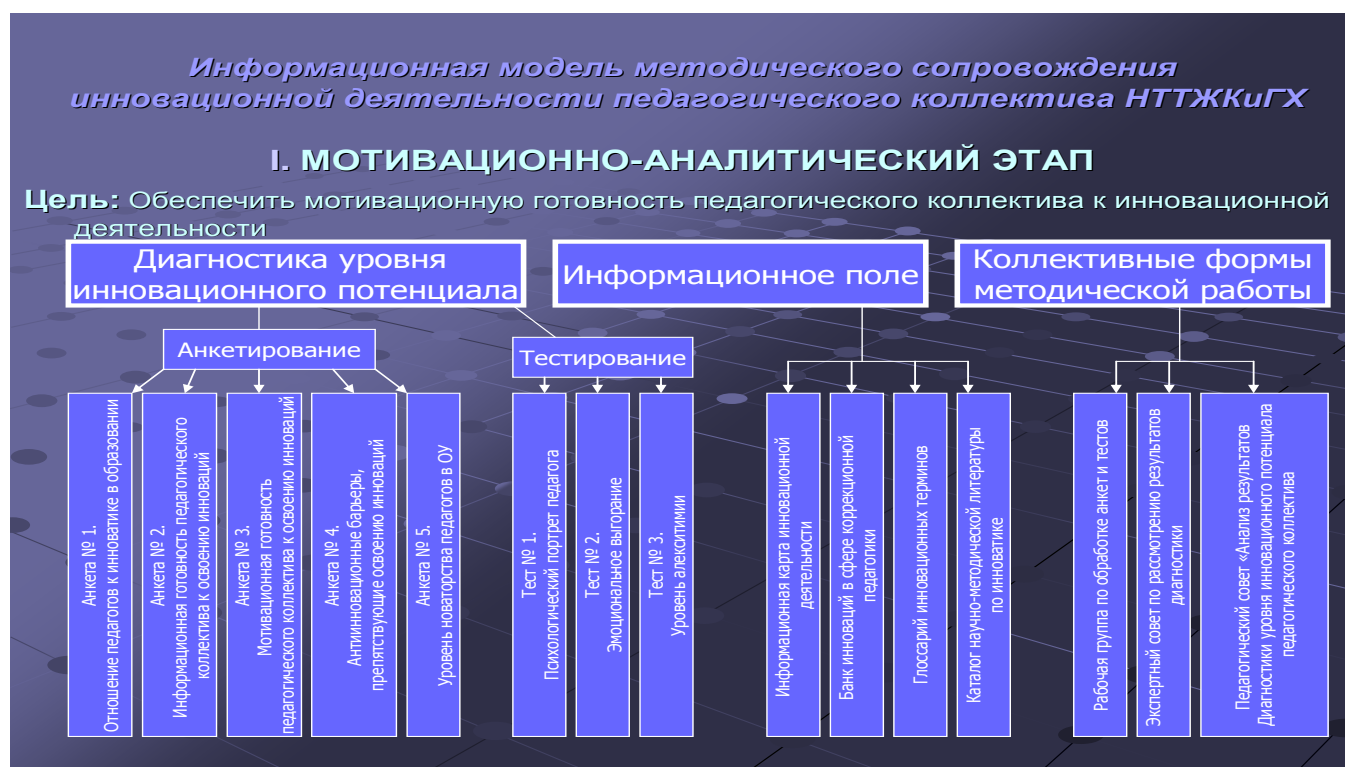 Информационная модель методического сопровождения
инновационной деятельности педагогического коллектива НТТЖКиГХ
I. МОТИВАЦИОННО-АНАЛИТИЧЕСКИЙ ЭТАП
Цель: Обеспечить мотивационную готовность педагогического коллектива к инновационной
деятельности
Диагностика уровня
инновационного потенциала
Информационное поле
Коллективные формы
методической работы
Анкетирование
Тестирование
Анкета № 1.
Отношение педагогов к инноватике в образовании
Анкета № 2.
Информационная готовность педагогического
коллектива к освоению инноваций
Анкета № 3.
Мотивационная готовность
педагогического коллектива к освоению инноваций
Анкета № 4.
Антиинновационные барьеры,
препятствующие освоению инноваций
Анкета № 5.
Уровень новаторства педагогов в ОУ
Тест № 1.
Психологический портрет педагога
Тест № 2.
Эмоциональное выгорание
Тест № 3.
Уровень алекситимии
Информационная карта инновационной
деятельности
Банк инноваций в сфере коррекционной
педагогики
Глоссарий инновационных терминов
Каталог научно-методической литературы
по инноватике
Рабочая группа по обработке анкет и тестов
Экспертный совет по рассмотрению результатов
диагностики
Педагогический совет «Анализ результатов
Диагностики уровня инновационного потенциала
педагогического коллектива